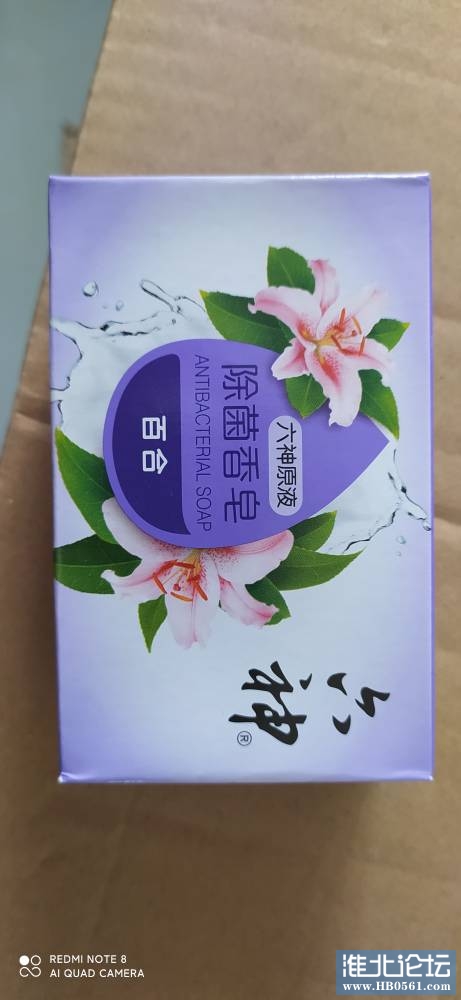 六神®
六神原液
除菌香皂
ANTIBACTERIAL SOAP
百合
REDMI NOTE 8
AI QUAD CAMERA
淮北论坛
www.HB0561.com